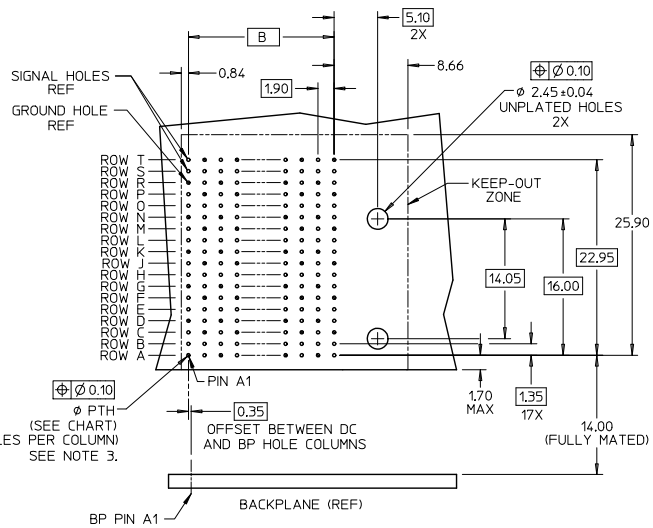 5.10
2X
B
SIGNAL HOLES
REF
0.84
8.66
⌖ Ø 0.10
GROUND HOLE
REF
1.90
Ø 2.45 ±0.04
UNPLATED HOLES
2X
ROW T
ROW S
ROW R
ROW P
ROW O
ROW N
ROW M
ROW L
ROW K
ROW J
ROW H
ROW G
ROW F
ROW E
ROW D
ROW C
ROW B
ROW A
KEEP-OUT
ZONE
25.90
22.95
14.05
16.00
PIN A1
⌖ Ø 0.10
Ø PTH
(SEE CHART)
LES PER COLUMN)
SEE NOTE 3.
0.35
OFFSET BETWEEN DC
AND BP HOLE COLUMNS
1.70
MAX
1.35
17X
14.00
(FULLY MATED)
BACKPLANE (REF)
BP PIN A1